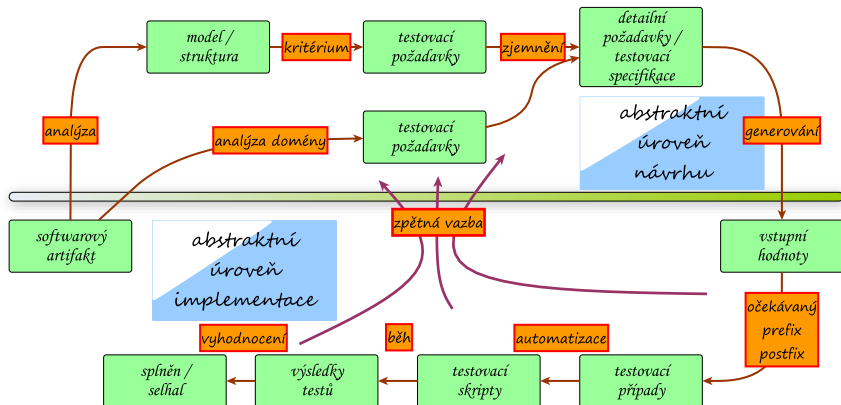 model /
struktura
kritérium
testovací
požadavky
zjemnění
detailní
požadavky /
testovací
specifikace
analýza
analýza domény
testovací
požadavky
abstraktní
úroveň
návrhu
generování
softwarový
artifakt
abstraktní
úroveň
implementace
zpětná vazba
vstupní
hodnoty
očekávaný
prefix
postfix
vyhodnocení
běh
automatizace
splněn /
selhal
výsledky
testů
testovací
skripty
testovací
případy